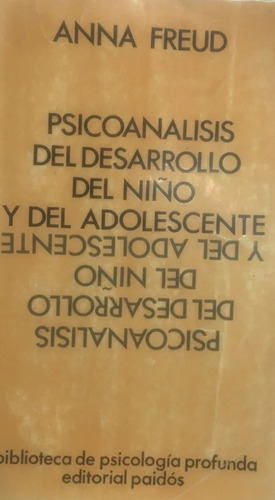 ANNA FREUD
PSICOANALISIS
DEL DESARROLLO
DEL NIÑO
Y DEL ADOLESCENTE
Y DEL ADOLESCENTE
DEL NIÑO
DEL DESARROLLO
PSICOANALISIS
biblioteca de psicología profunda
editorial paidós